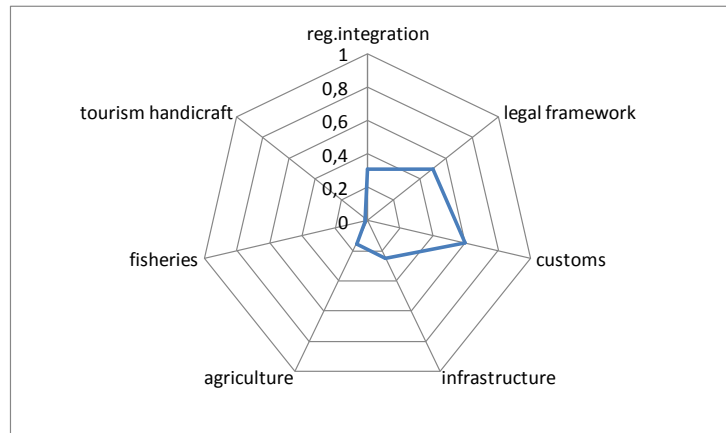 reg.integration
1
0,8
0,6
0,4
0,2
0
tourism handicraft
legal framework
fisheries
customs
agriculture
infrastructure